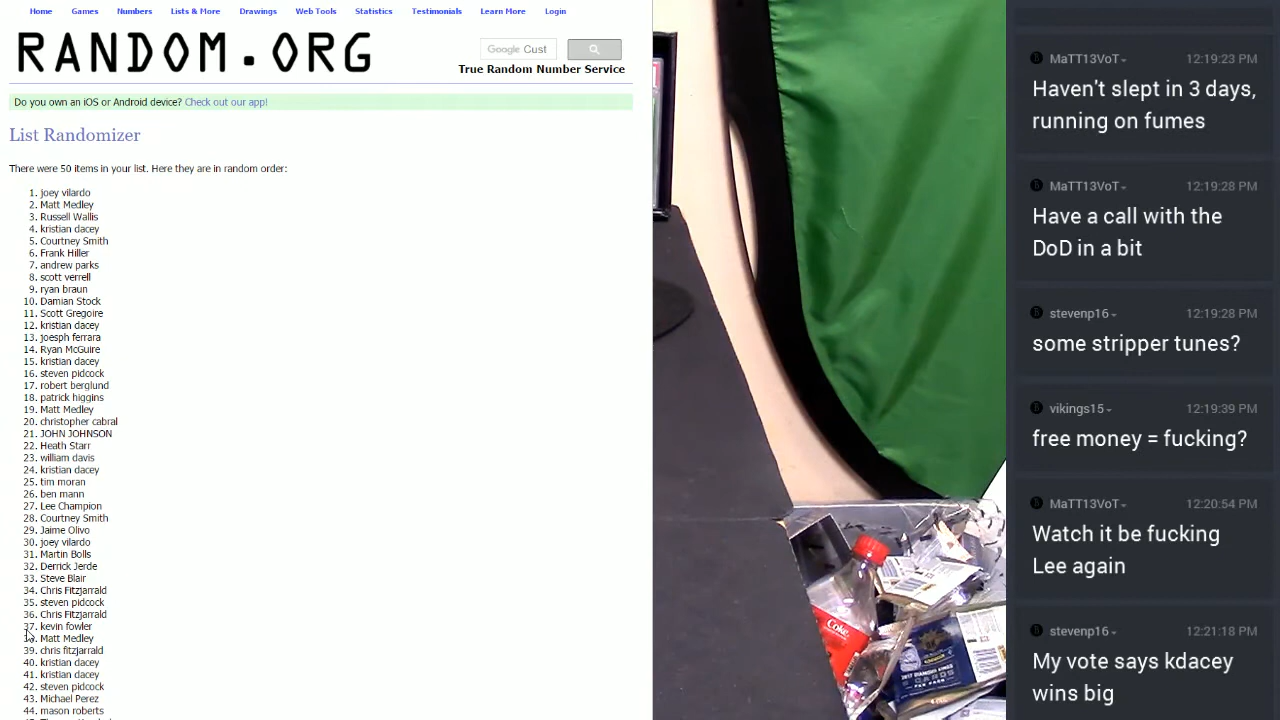 Home Games Numbers Lists & More Drawings Web Tools Statistics Testimonials Learn More Login
RANDOM.ORG
Google Cust
True Random Number Service
Do you own an iOS or Android device? Check out our app!
List Randomizer
There were 50 items in your list. Here they are in random order:
1. joey vilardo
2. Matt Medley
3. Russell Wallis
4. kristian dacey
5. Courtney Smith
6. Frank Hiller
7. andrew parks
8. scott verrell
9. ryan braun
10. Damian Stock
11. Scott Gregoire
12. kristian dacey
13. joesph ferrara
14. Ryan McGuire
15. kristian dacey
16. steven pidcock
17. robert berglund
18. patrick higgins
19. Matt Medley
20. christopher cabral
21. JOHN JOHNSON
22. Heath Starr
23. william davis
24. kristian dacey
25. tim moran
26. ben mann
27. Lee Champion
28. Courtney Smith
29. Jaime Olivo
30. joey vilardo
31. Martin Bolls
32. Derrick Jerde
33. Steve Blair
34. Chris Fitzjarrald
35. steven pidcock
36. Chris Fitzjarrald
37. kevin fowler
Matt Medley
39. chris fitzjarrald
40. kristian dacey
41. kristian dacey
42. steven pidcock
43. Michael Perez
44. mason roberts
Coke
MaTT13VoT 12:19:23 PM
Haven't slept in 3 days,
running on fumes
MaTT13VoT 12:19:28 PM
Have a call with the
DoD in a bit
stevenp16 12:19:28 PM
some stripper tunes?
vikings15 12:19:39 PM
free money = fucking?
MaTT13VoT 12:20:54 PM
Watch it be fucking
Lee again
stevenp16 12:21:18 PM
My vote says kdacey
wins big